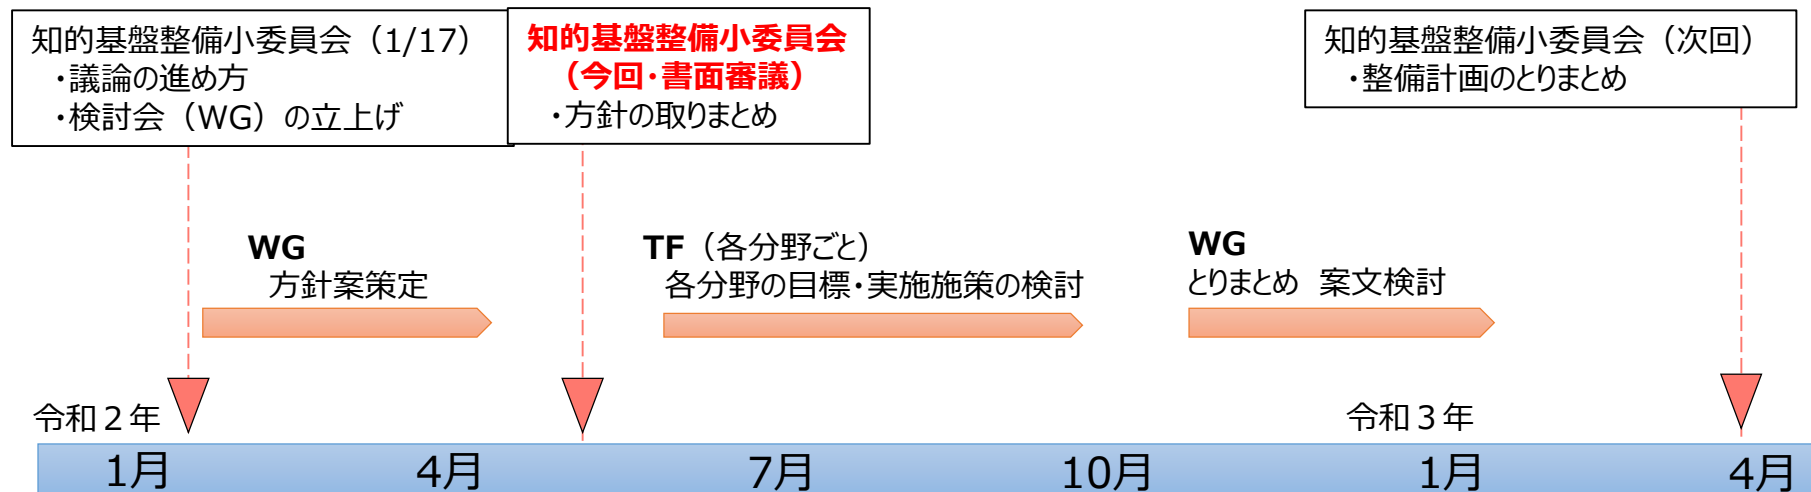 知的基盤整備小委員会（1/17）
・議論の進め方
・検討会（WG）の立上げ
知的基盤整備小委員会
（今回・書面審議）
・方針の取りまとめ
知的基盤整備小委員会（次回）
・整備計画のとりまとめ
WG
方針案策定
TF（各分野ごと）
各分野の目標・実施施策の検討
WG
とりまとめ　案文検討
令和２年
令和３年
1月
4月
7月
10月
1月
4月